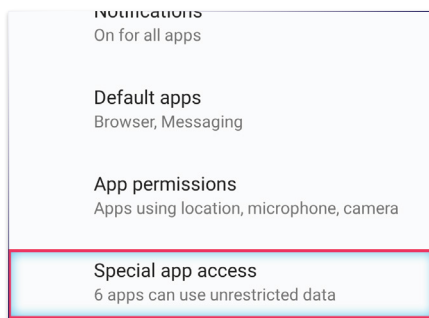 Notifications
On for all apps
Default apps
Browser, Messaging
App permissions
Apps using location, microphone, camera
Special app access
6 apps can use unrestricted data